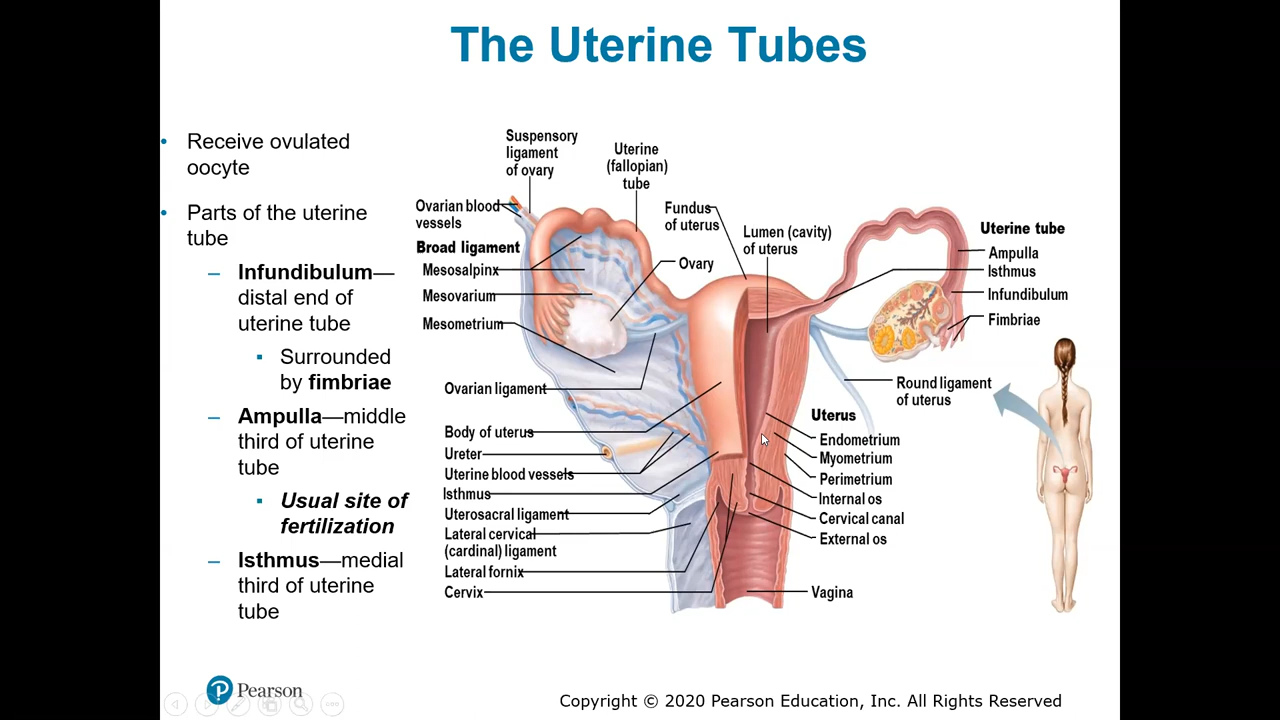 The Uterine Tubes
• Receive ovulated
oocyte
• Parts of the uterine
tube
– Infundibulum—
distal end of
uterine tube
▪ Surrounded
by fimbriae
– Ampulla—middle
third of uterine
tube
▪ Usual site of
fertilization
– Isthmus—medial
third of uterine
tube
Suspensory
ligament
of ovary
Uterine
(fallopian)
tube
Ovarian blood
vessels
Broad ligament
Mesosalpinx
Mesovarium
Mesometrium
Ovarian ligament
Body of uterus
Ureter
Uterine blood vessels
Isthmus
Uterosacral ligament
Lateral cervical
(cardinal) ligament
Lateral fornix
Cervix
Fundus
of uterus
Lumen (cavity)
of uterus
Ovary
Uterine tube
Ampulla
Isthmus
Infundibulum
Fimbriae
Round ligament
of uterus
Uterus
Endometrium
Myometrium
Perimetrium
Internal os
Cervical canal
External os
Vagina
P Pearson
Copyright © 2020 Pearson Education, Inc. All Rights Reserved